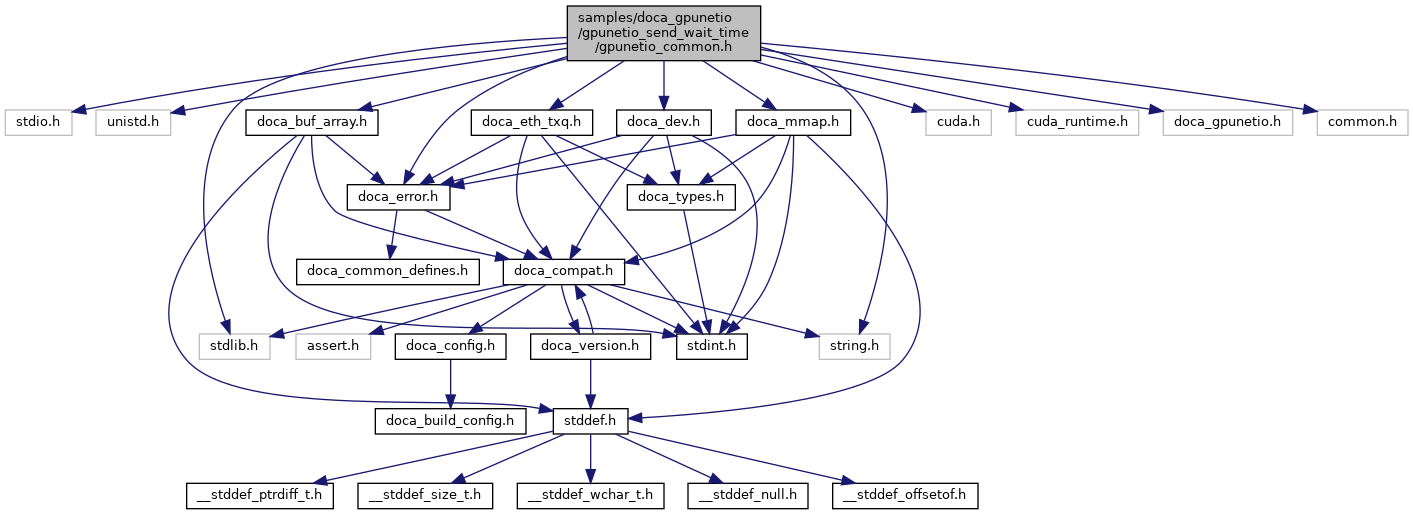 samples/doca_gpunetio
/gpunetio_send_wait_time
/gpunetio_common.h
stdio.h
unistd.h
doca_buf_array.h
doca_eth_txq.h
doca_dev.h
doca_mmap.h
cuda.h
cuda_runtime.h
doca_gpunetio.h
common.h
doca_error.h
doca_types.h
doca_common_defines.h
doca_compat.h
stdlib.h
assert.h
doca_config.h
doca_version.h
stdint.h
string.h
doca_build_config.h
stddef.h
__stddef_ptrdiff_t.h
__stddef_size_t.h
__stddef_wchar_t.h
__stddef_null.h
__stddef_offsetof.h